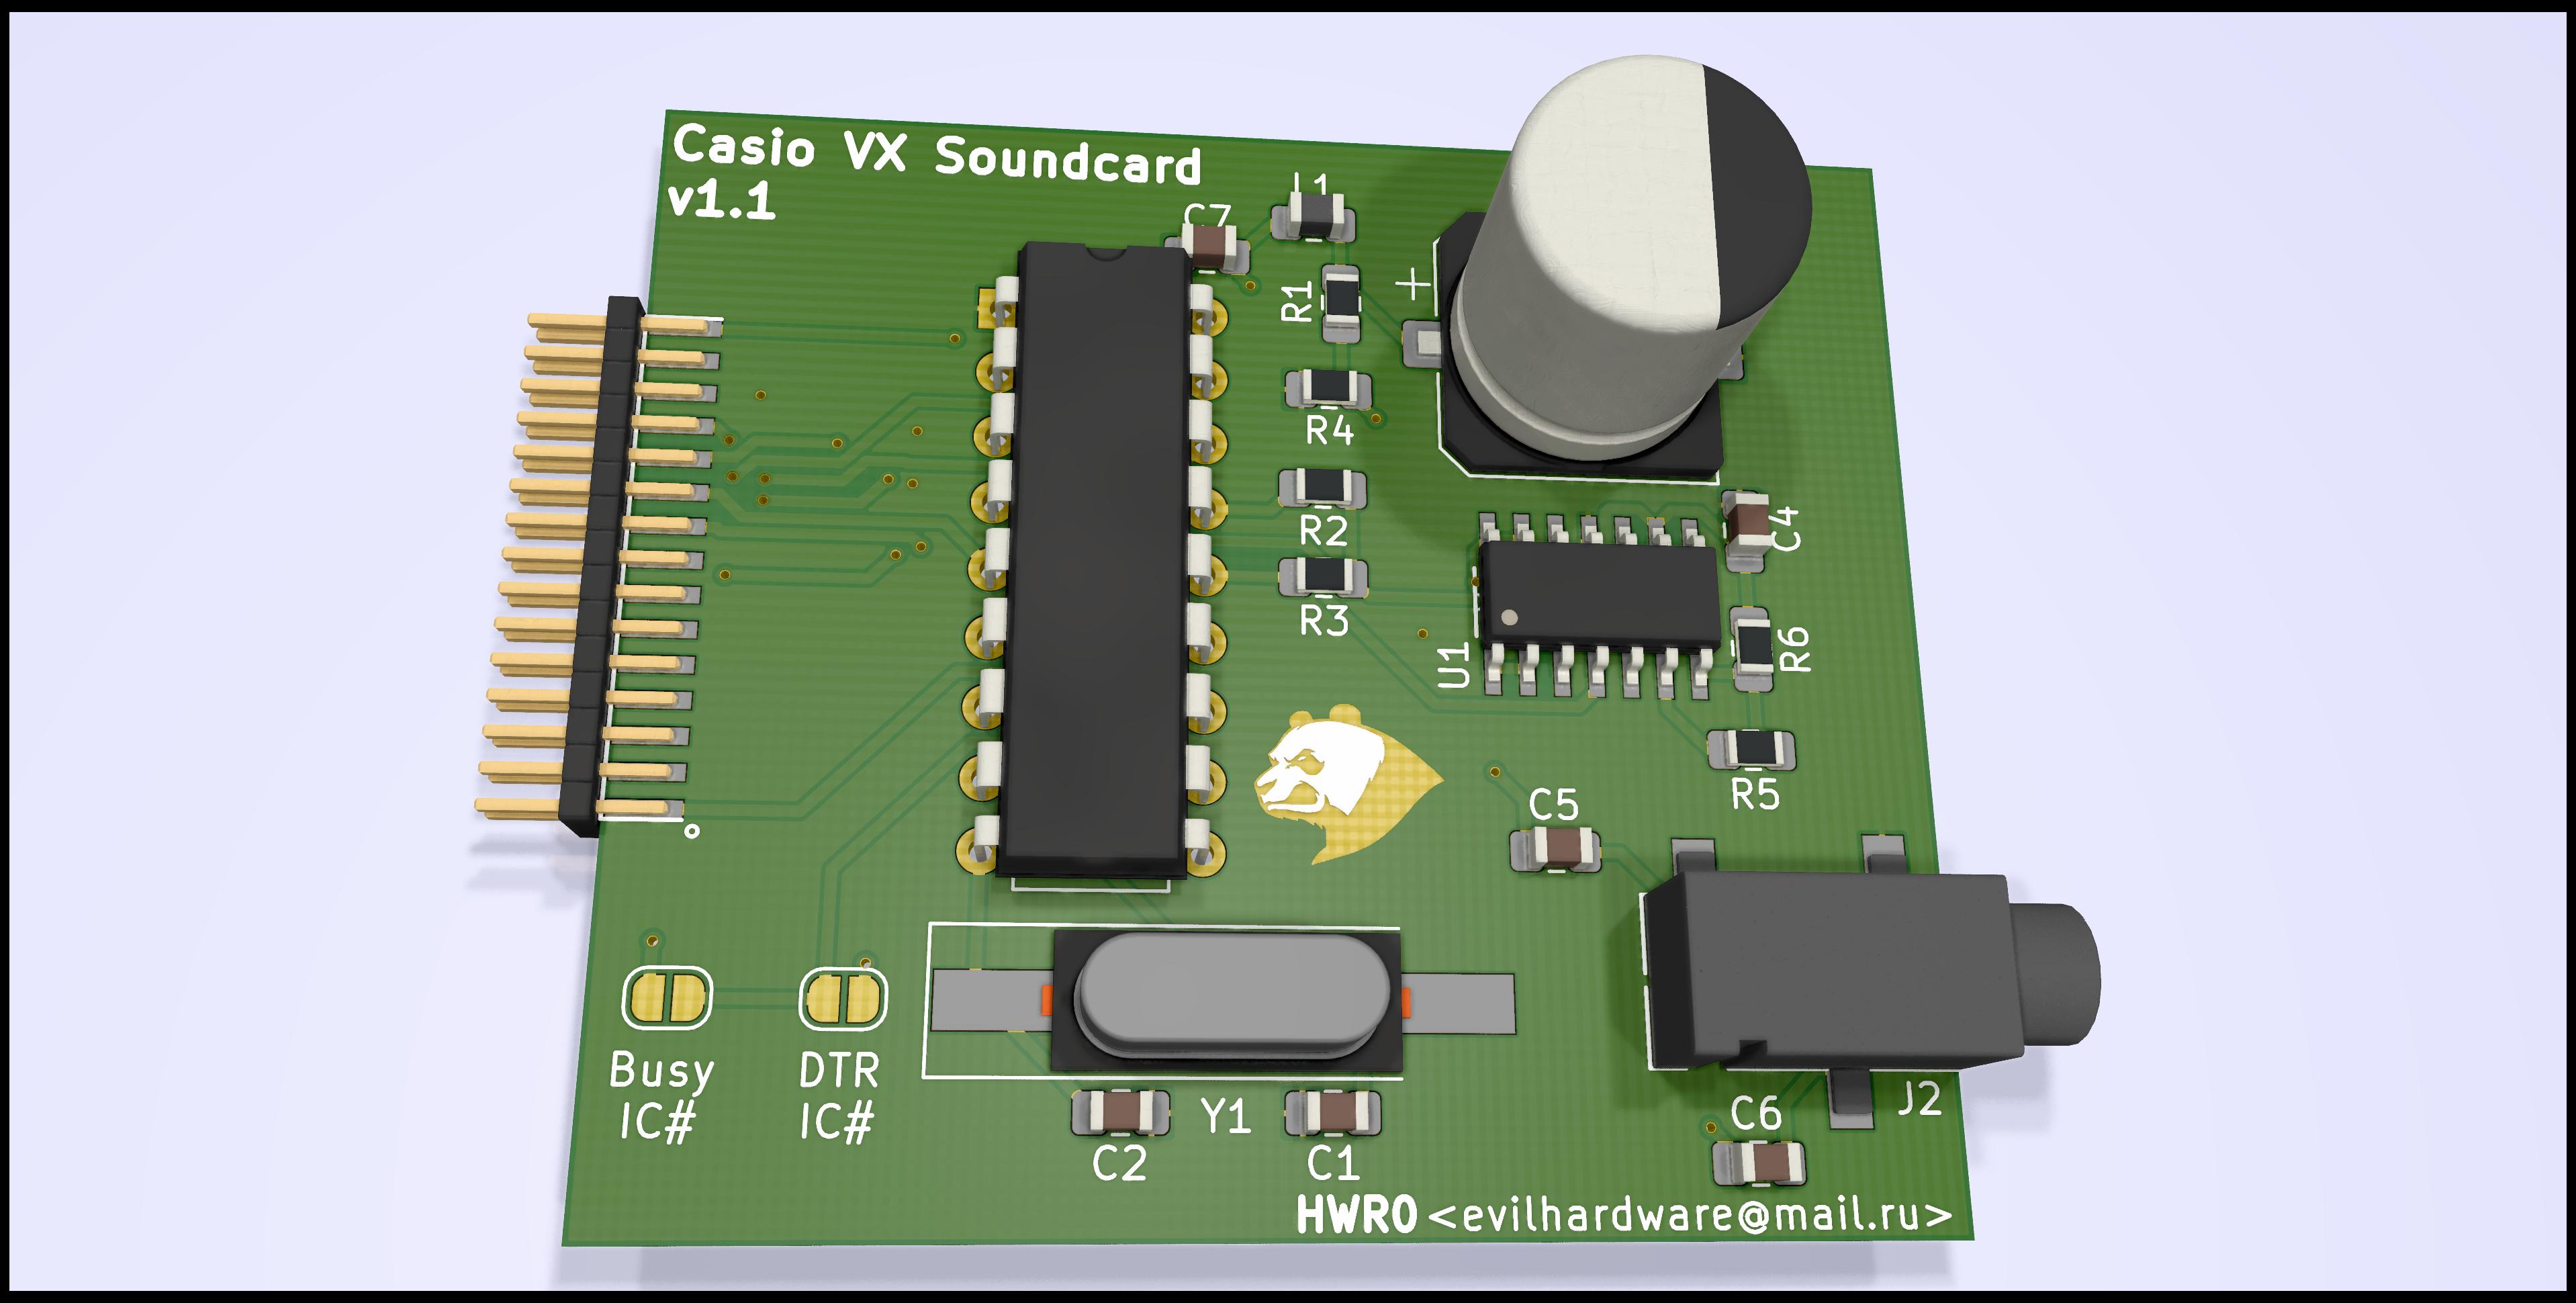 Casio VX Soundcard
v1.1
C7
L1
R1
+
R4
R2
R3
C4
U1
R6
R5
C5
Busy
IC#
DTR
IC#
Y1
C2
C1
J2
C6
HWR0 <evilhardware@mail.ru>